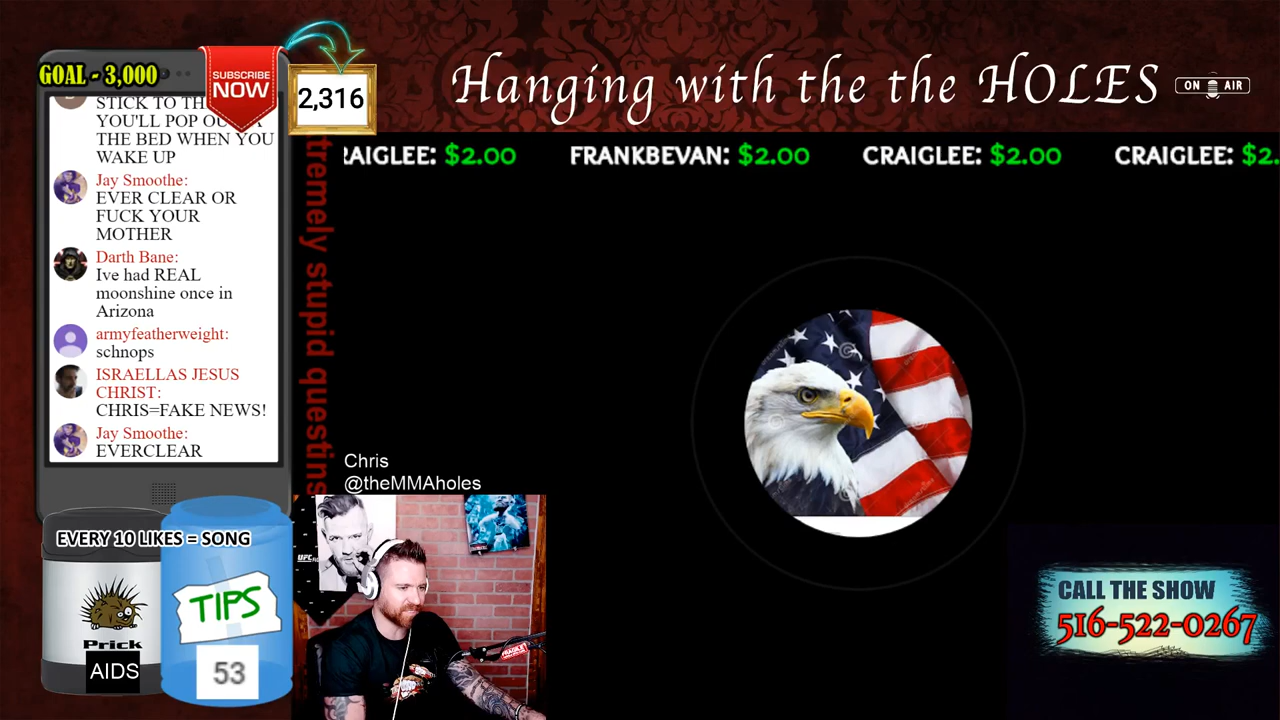 GOAL - 3,000
SUBSCRIBE
NOW
2,316
Hanging with the the HOLES
ON AIR
RAIGLEE: $2.00 FRANKBEVAN: $2.00 CRAIGLEE: $2.00 CRAIGLEE: $2.
STICK TO TH
YOU'LL POP OU
THE BED WHEN YOU
WAKE UP
Jay Smoothe:
EVER CLEAR OR
FUCK YOUR
MOTHER
Darth Bane:
Ive had REAL
moonshine once in
Arizona
armyfeatherweight:
schnops
ISRAELLAS JESUS
CHRIST:
CHRIS=FAKE NEWS!
Jay Smoothe:
EVERCLEAR
tremely stupid questins
Chris
@theMMAholes
EVERY 10 LIKES = SONG
Prick
AIDS
TIPS
53
UFC
CALL THE SHOW
516-522-0267